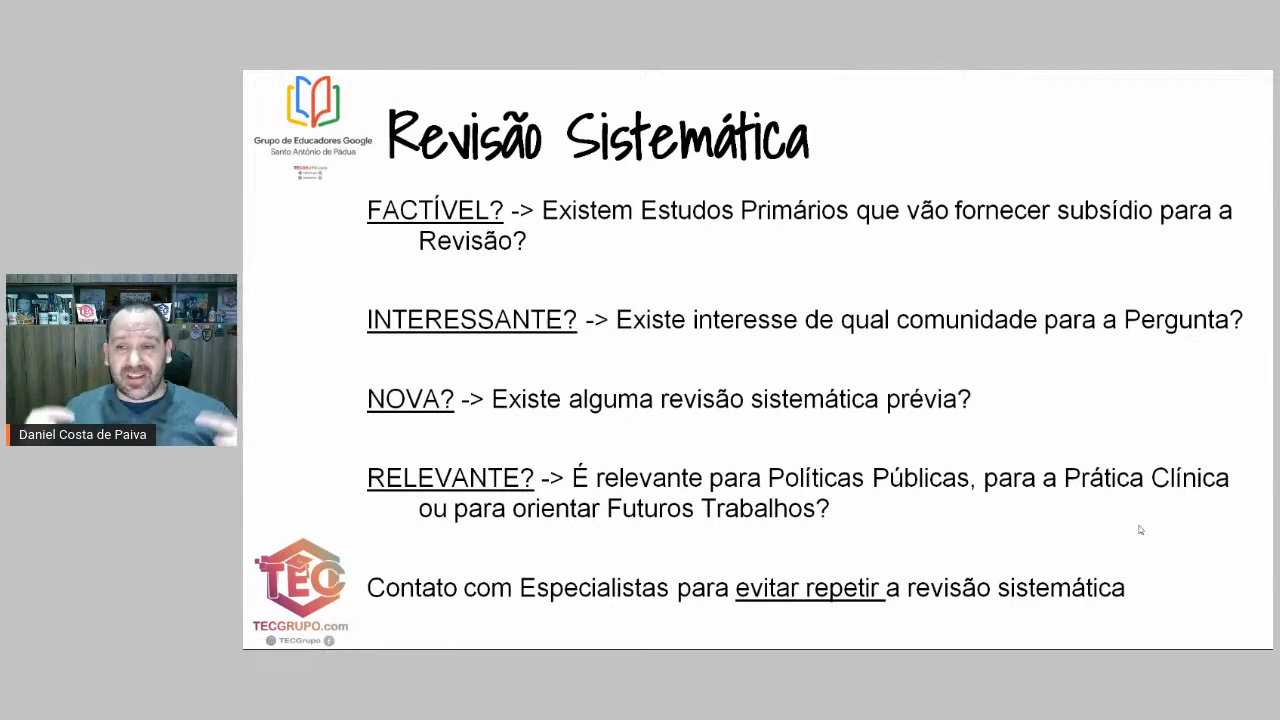 Grupo de Educadores Google
Santo Antônio de Pádua
TECGRUPO.com
Revisão Sistemática
FACTÍVEL? -> Existem Estudos Primários que vão fornecer subsídio para a
Revisão?
INTERESSANTE? -> Existe interesse de qual comunidade para a Pergunta?
NOVA? -> Existe alguma revisão sistemática prévia?
RELEVANTE? -> É relevante para Políticas Públicas, para a Prática Clínica
ou para orientar Futuros Trabalhos?
Contato com Especialistas para evitar repetir a revisão sistemática
Daniel Costa de Paiva
TEC
TECGRUPO.com
TECGrupo